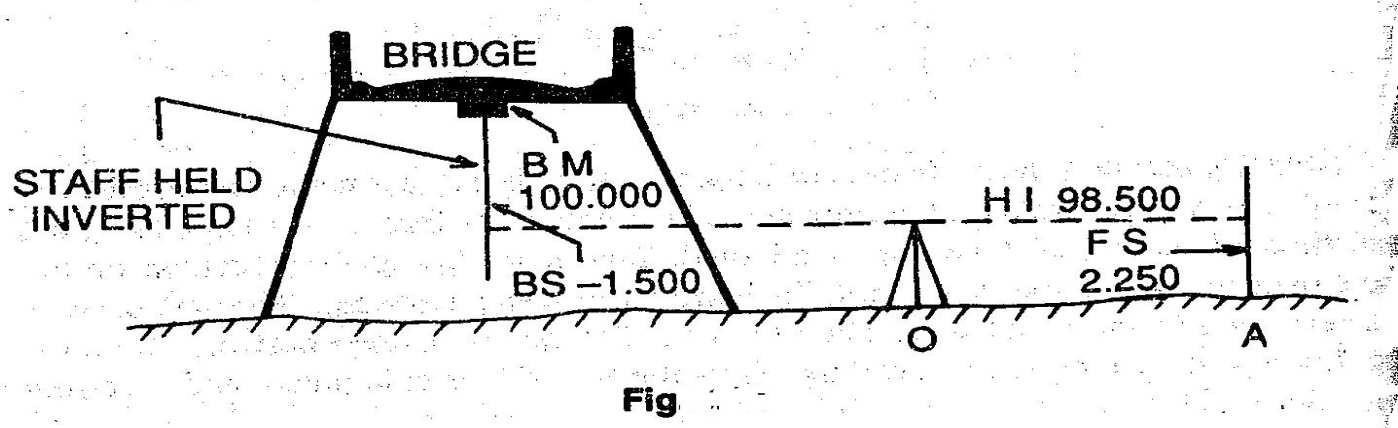 BRIDGE
STAFF HELD
INVERTED
B M
100.000
BS –1.500
H I 98.500
F S
2.250
O
A
Fig